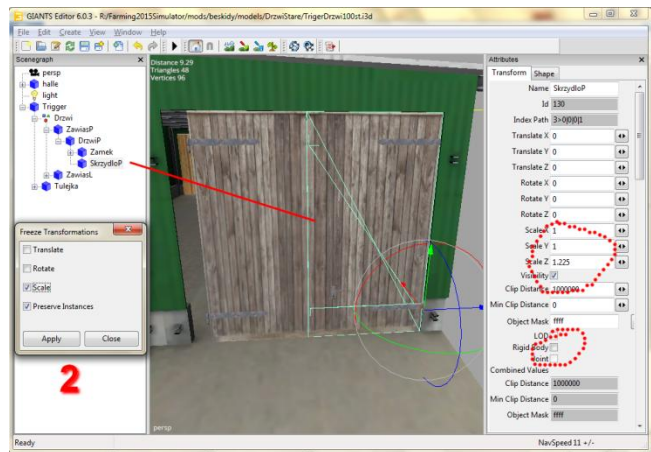 GIANTS Editor 6.0.3 - R:/Farming2015Simulator/mods/beskidy/models/DrzwiStare/TrigerDrzwi100st.i3d
File Edit Create View Window Help
Scenegraph
persp
halle
light
Trigger
Drzwi
ZawiasP
DrzwiP
Zamek
SkrzydloP
ZawiasL
Tulejka
Freeze Transformations
Translate
Rotate
Scale
Preserve Instances
Apply Close
2
Distance 9.29
Triangles 48
Vertices 96
persp
Attributes
Transform Shape
Name SkrzydloP
Id 130
Index Path 3>0|0|0|1
Translate X 0
Translate Y 0
Translate Z 0
Rotate X 0
Rotate Y 0
Rotate Z 0
Scale X 1
Scale Y 1
Scale Z 1.225
Visibility
Clip Distance 1000000
Min Clip Distance 0
Object Mask ffff
LOD
Rigid Body
Joint
Combined Values
Clip Distance 1000000
Min Clip Distance 0
Object Mask ffff
Ready NavSpeed 11 +/-